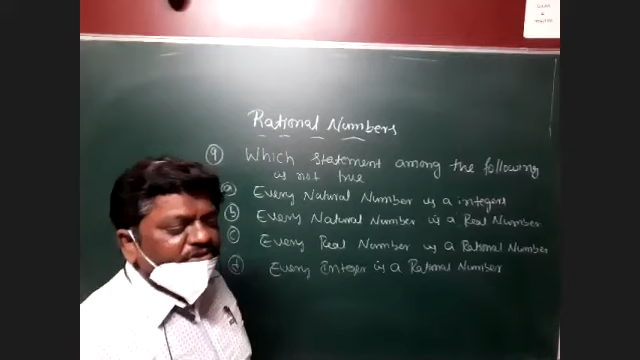 Rational Numbers
9 Which statement among the following
is not true
a) Every Natural Number is a integers
b) Every Natural Number is a Real Number
c) Every Real Number is a Rational Number
d) Every Integer is a Rational Number